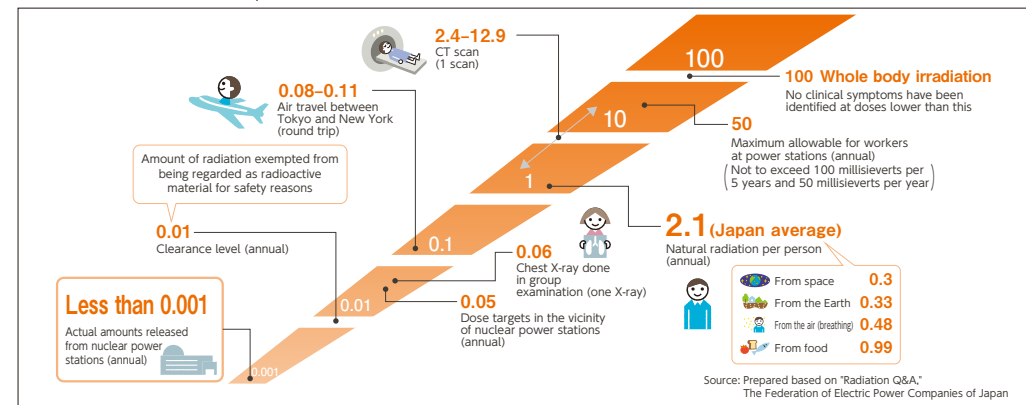 2.4–12.9
CT scan
(1 scan)
0.08–0.11
Air travel between
Tokyo and New York
(round trip)
Amount of radiation exempted from
being regarded as radioactive
material for safety reasons
0.01
Clearance level (annual)
Less than 0.001
Actual amounts released
from nuclear power
stations (annual)
100
10
1
0.1
0.01
0.001
100 Whole body irradiation
No clinical symptoms have been
identified at doses lower than this
50
Maximum allowable for workers
at power stations (annual)
(Not to exceed 100 millisieverts per
5 years and 50 millisieverts per year)
2.1 (Japan average)
Natural radiation per person
(annual)
From space 0.3
From the Earth 0.33
From the air (breathing) 0.48
From food 0.99
0.06
Chest X-ray done
in group
examination (one X-ray)
0.05
Dose targets in the vicinity
of nuclear power stations
(annual)
Source: Prepared based on "Radiation Q&A,"
The Federation of Electric Power Companies of Japan